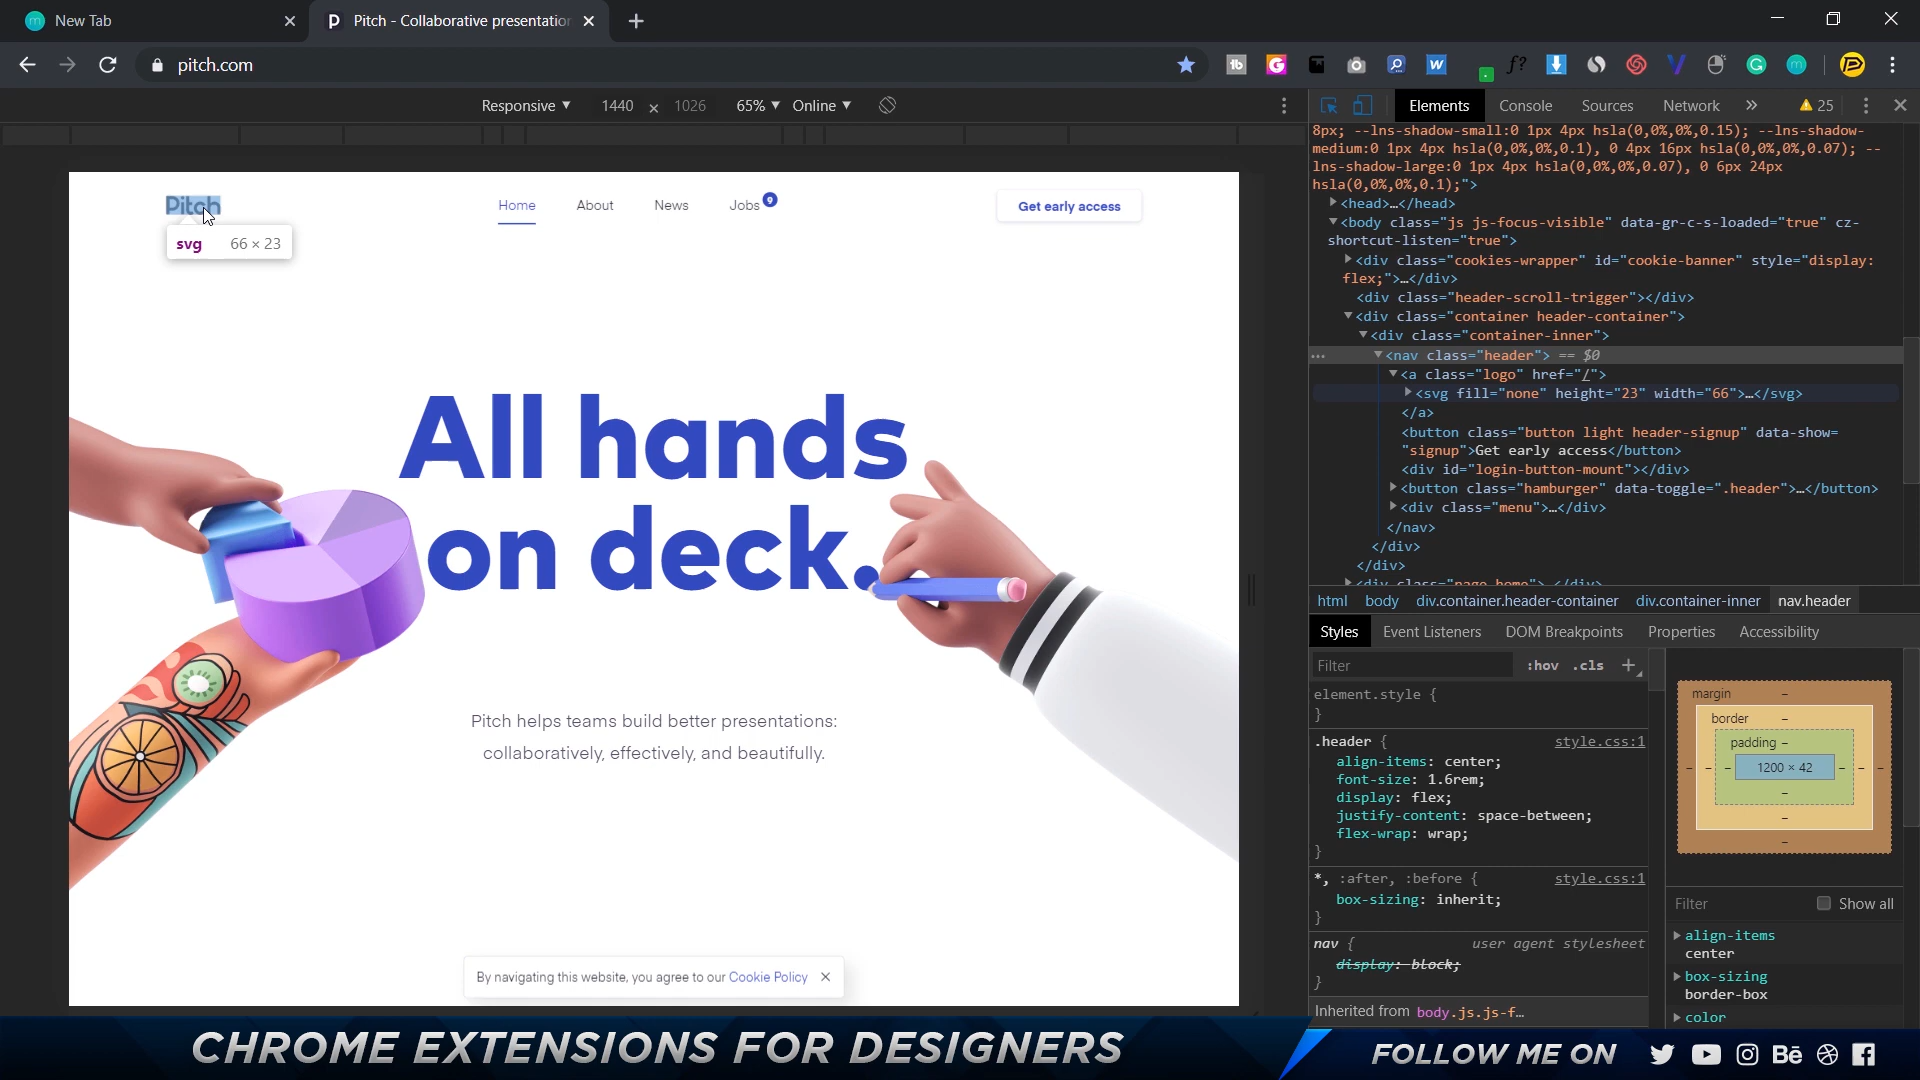 New Tab
Pitch - Collaborative presentation
pitch.com
Responsive ▼ 1440 × 1026 65% ▼ Online ▼
Elements Console Sources Network » 25
8px; --lns-shadow-small:0 1px 4px hsla(0,0%,0%,0.15); --lns-shadow-
medium:0 1px 4px hsla(0,0%,0%,0.1), 0 4px 16px hsla(0,0%,0%,0.07); --
lns-shadow-large:0 1px 4px hsla(0,0%,0%,0.07), 0 6px 24px
hsla(0,0%,0%,0.1);">
<head>…</head>
<body class="js js-focus-visible" data-gr-c-s-loaded="true" cz-
shortcut-listen="true">
<div class="cookies-wrapper" id="cookie-banner" style="display:
flex;">…</div>
<div class="header-scroll-trigger"></div>
<div class="container header-container">
<div class="container-inner">
<nav class="header"> == $0
<a class="logo" href="/">
<svg fill="none" height="23" width="66">…</svg>
</a>
<button class="button light header-signup" data-show=
"signup">Get early access</button>
<div id="login-button-mount"></div>
<button class="hamburger" data-toggle=".header">…</button>
<div class="menu">…</div>
</nav>
</div>
</div>
<div class="page home">…</div>
html body div.container.header-container div.container-inner nav.header
Styles Event Listeners DOM Breakpoints Properties Accessibility
Filter :hov .cls +
element.style {
}
.header { style.css:1
align-items: center;
font-size: 1.6rem;
display: flex;
justify-content: space-between;
flex-wrap: wrap;
}
*, :after, :before { style.css:1
box-sizing: inherit;
}
nav { user agent stylesheet
display: block;
}
Inherited from body.js.js-f…
margin –
border –
padding –
– – – 1200 × 42 – – –
–
–
–
Filter Show all
align-items
center
box-sizing
border-box
color
Pitch
svg 66 × 23
Home About News Jobs 9
Get early access
All hands
on deck.
Pitch helps teams build better presentations:
collaboratively, effectively, and beautifully.
By navigating this website, you agree to our Cookie Policy ×
CHROME EXTENSIONS FOR DESIGNERS
FOLLOW ME ON